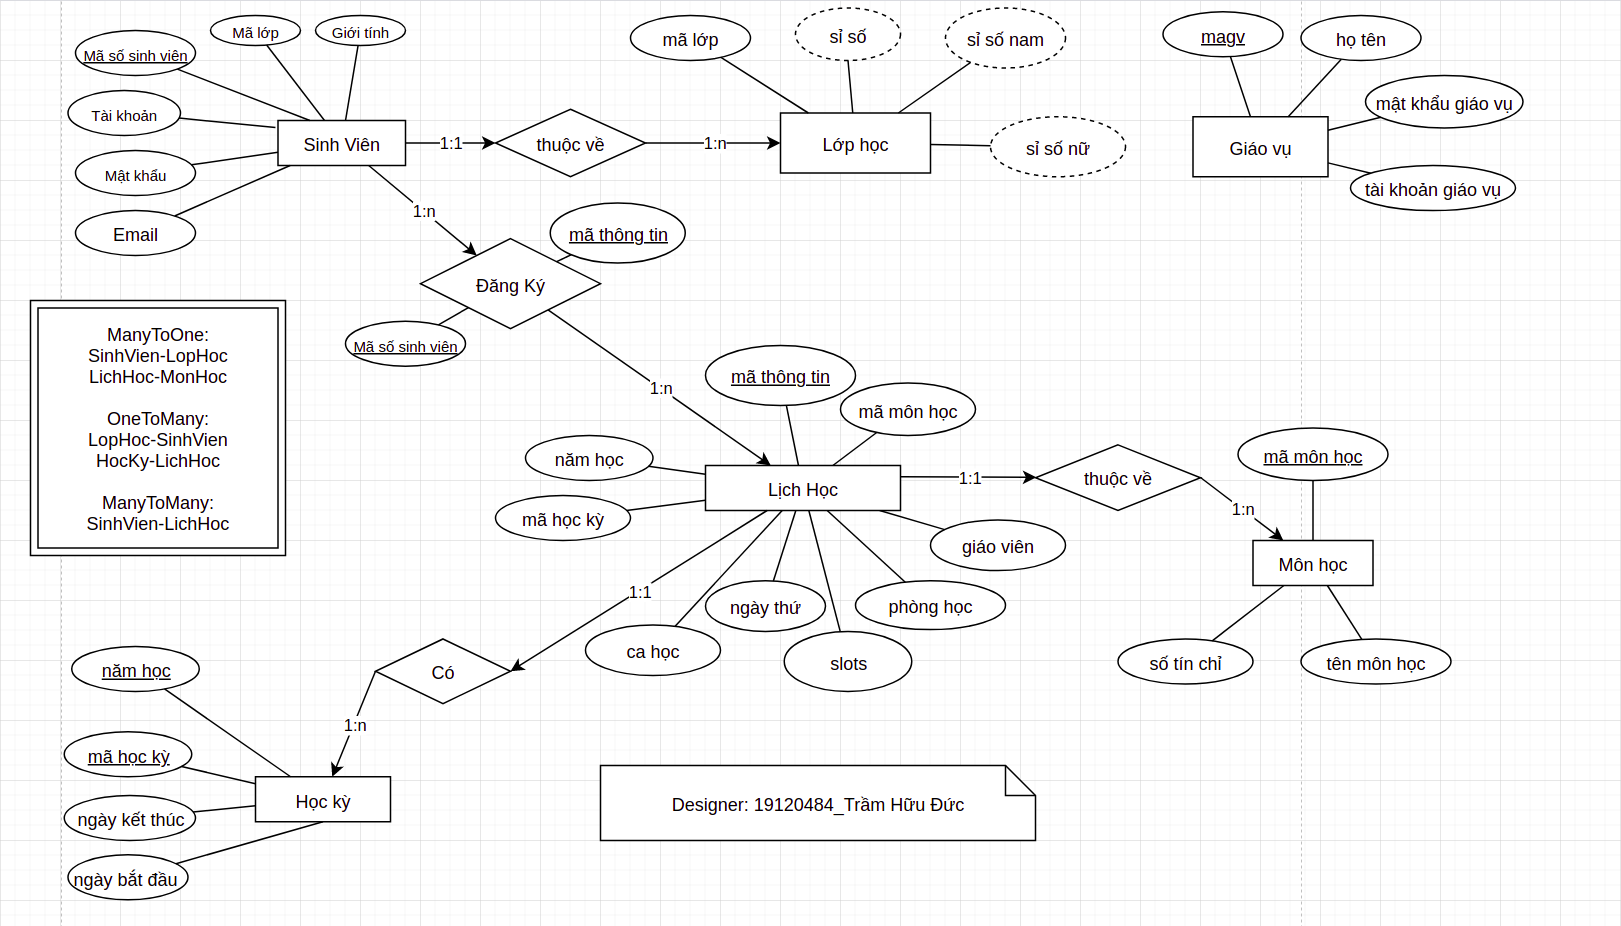 Mã số sinh viên
Mã lớp
Giới tính
Tài khoản
Mật khẩu
Email
Sinh Viên
1:1
thuộc về
1:n
mã lớp
sỉ số
sỉ số nam
sỉ số nữ
Lớp học
magv
họ tên
mật khẩu giáo vụ
tài khoản giáo vụ
Giáo vụ
1:n
mã thông tin
Đăng Ký
Mã số sinh viên
1:n
ManyToOne:
SinhVien-LopHoc
LichHoc-MonHoc
OneToMany:
LopHoc-SinhVien
HocKy-LichHoc
ManyToMany:
SinhVien-LichHoc
mã thông tin
mã môn học
năm học
mã học kỳ
Lịch Học
1:1
thuộc về
1:n
mã môn học
Môn học
số tín chỉ
tên môn học
giáo viên
phòng học
slots
ngày thứ
ca học
1:1
Có
1:n
năm học
mã học kỳ
ngày kết thúc
ngày bắt đầu
Học kỳ
Designer: 19120484_Trầm Hữu Đức